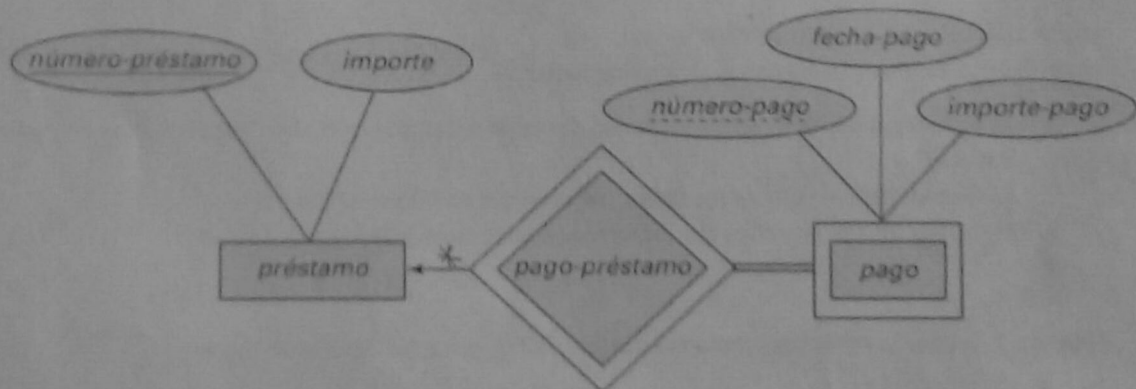 fecha-pago
número-préstamo
importe
número-pago
importe-pago
préstamo
pago-préstamo
pago